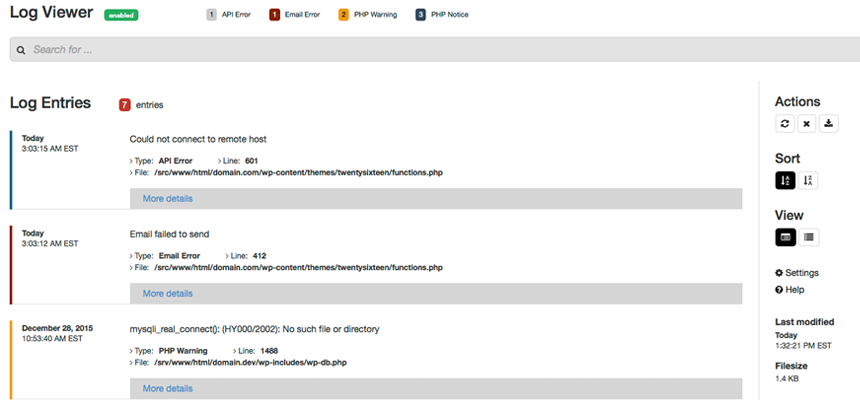 Log Viewer enabled 1 API Error 1 Email Error 2 PHP Warning 3 PHP Notice
Search for ...
Log Entries 7 entries
Today
3:03:15 AM EST
Could not connect to remote host
› Type: API Error › Line: 601
› File: /src/www/html/domain.com/wp-content/themes/twentysixteen/functions.php
More details
Today
3:03:12 AM EST
Email failed to send
› Type: Email Error › Line: 412
› File: /src/www/html/domain.com/wp-content/themes/twentysixteen/functions.php
More details
December 28, 2015
10:53:40 AM EST
mysqli_real_connect(): (HY000/2002): No such file or directory
› Type: PHP Warning › Line: 1488
› File: /srv/www/html/domain.dev/wp-includes/wp-db.php
More details
Actions
Sort
A Z Z A
View
Settings
Help
Last modified
Today
1:32:21 PM EST
Filesize
1.4 KB